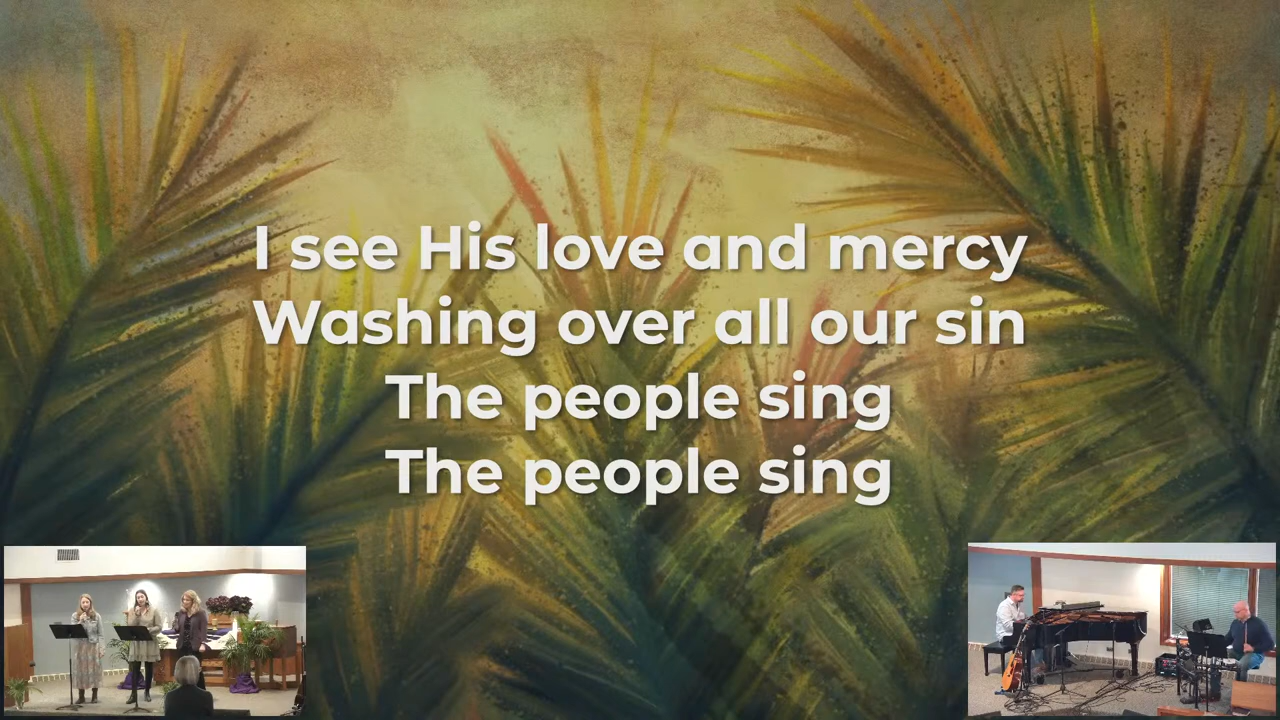 I see His love and mercy
Washing over all our sin
The people sing
The people sing